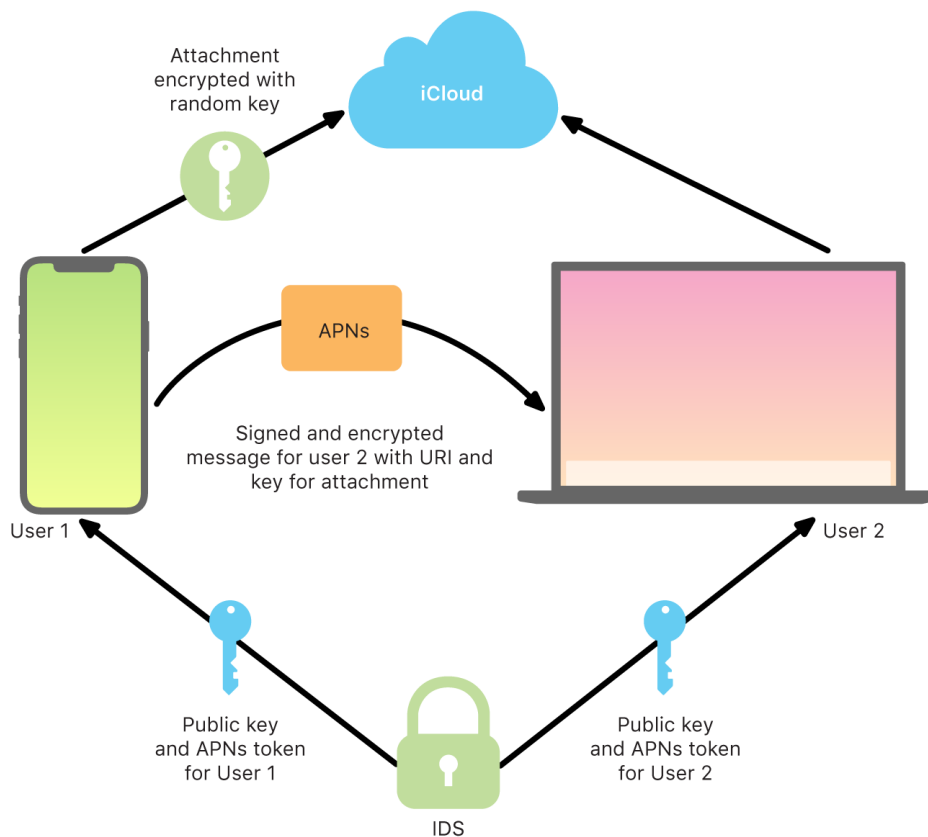 Attachment
encrypted with
random key
iCloud
APNs
Signed and encrypted
message for user 2 with URI and
key for attachment
User 1
User 2
Public key
and APNs token
for User 1
Public key
and APNs token
for User 2
IDS